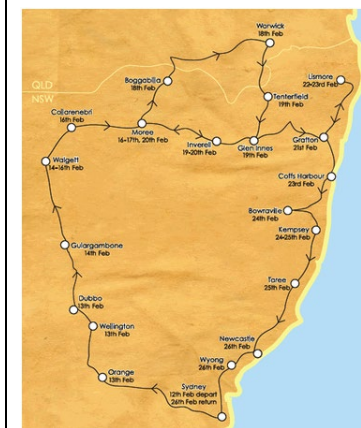 Warwick
18th Feb
Lismore
22-23rd Feb
Boggabilla
18th Feb
QLD
NSW
Tenterfield
19th Feb
Collarenebri
16th Feb
Moree
16-17th, 20th Feb
Inverell
19-20th Feb
Glen Innes
19th Feb
Grafton
21st Feb
Walgett
14-16th Feb
Coffs Harbour
23rd Feb
Bowraville
24th Feb
Kempsey
24-25th Feb
Gulargambone
14th Feb
Taree
25th Feb
Dubbo
13th Feb
Wellington
13th Feb
Newcastle
26th Feb
Wyong
26th Feb
Orange
13th Feb
Sydney
12th Feb depart
26th Feb return